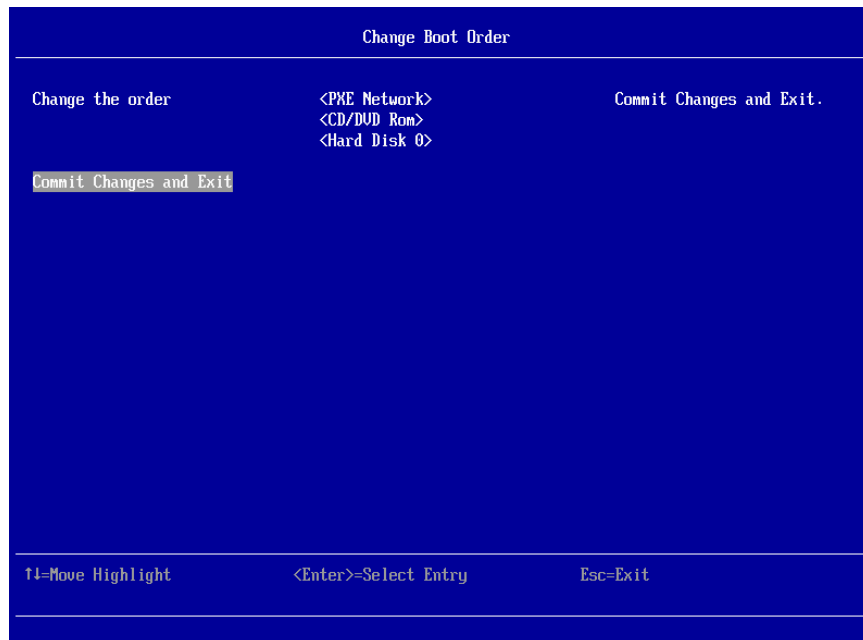 Change Boot Order
Change the order <PXE Network> Commit Changes and Exit.
<CD/DVD Rom>
<Hard Disk 0>
Commit Changes and Exit
↑↓=Move Highlight <Enter>=Select Entry Esc=Exit